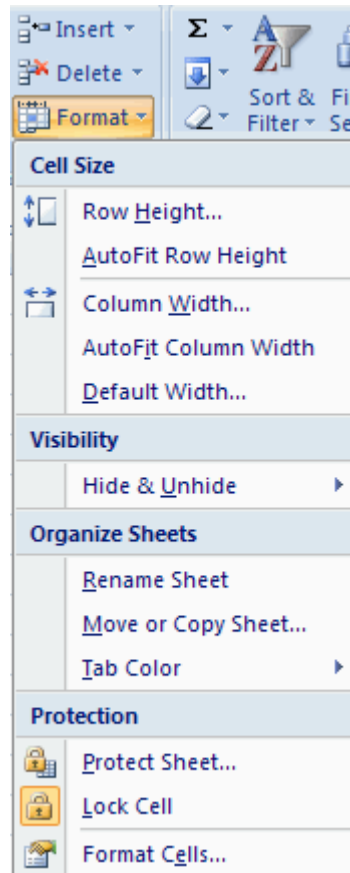 Insert
Σ
Delete
A
Z
Sort &
Filter
Format
Cell Size
Row Height...
AutoFit Row Height
Column Width...
AutoFit Column Width
Default Width...
Visibility
Hide & Unhide
Organize Sheets
Rename Sheet
Move or Copy Sheet...
Tab Color
Protection
Protect Sheet...
Lock Cell
Format Cells...